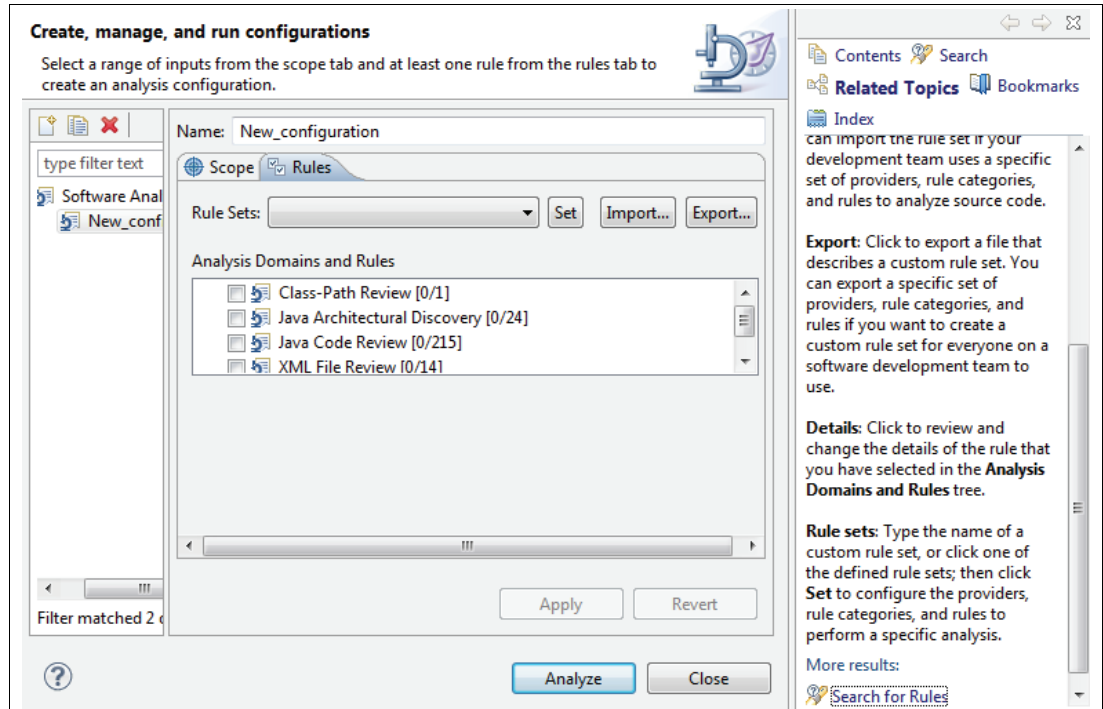 Create, manage, and run configurations
Select a range of inputs from the scope tab and at least one rule from the rules tab to
create an analysis configuration.
type filter text
Software Anal
New_conf
Filter matched 2
Name: New_configuration
Scope
Rules
Rule Sets:
Set
Import...
Export...
Analysis Domains and Rules
Class-Path Review [0/1]
Java Architectural Discovery [0/24]
Java Code Review [0/215]
XML File Review [0/14]
Apply
Revert
Analyze
Close
Contents
Search
Related Topics
Bookmarks
Index
can import the rule set if your
development team uses a specific
set of providers, rule categories,
and rules to analyze source code.
Export: Click to export a file that
describes a custom rule set. You
can export a specific set of
providers, rule categories, and
rules if you want to create a
custom rule set for everyone on a
software development team to
use.
Details: Click to review and
change the details of the rule that
you have selected in the Analysis
Domains and Rules tree.
Rule sets: Type the name of a
custom rule set, or click one of
the defined rule sets; then click
Set to configure the providers,
rule categories, and rules to
perform a specific analysis.
More results:
Search for Rules